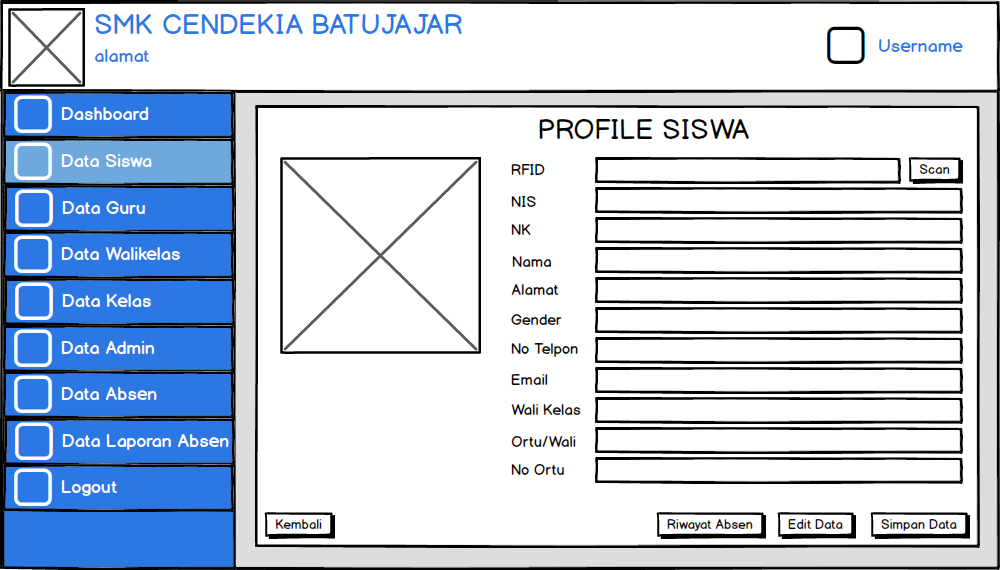 SMK CENDEKIA BATUJAJAR
alamat
Username
Dashboard
Data Siswa
Data Guru
Data Walikelas
Data Kelas
Data Admin
Data Absen
Data Laporan Absen
Logout
PROFILE SISWA
RFID
Scan
NIS
NK
Nama
Alamat
Gender
No Telpon
Email
Wali Kelas
Ortu/Wali
No Ortu
Kembali
Riwayat Absen
Edit Data
Simpan Data